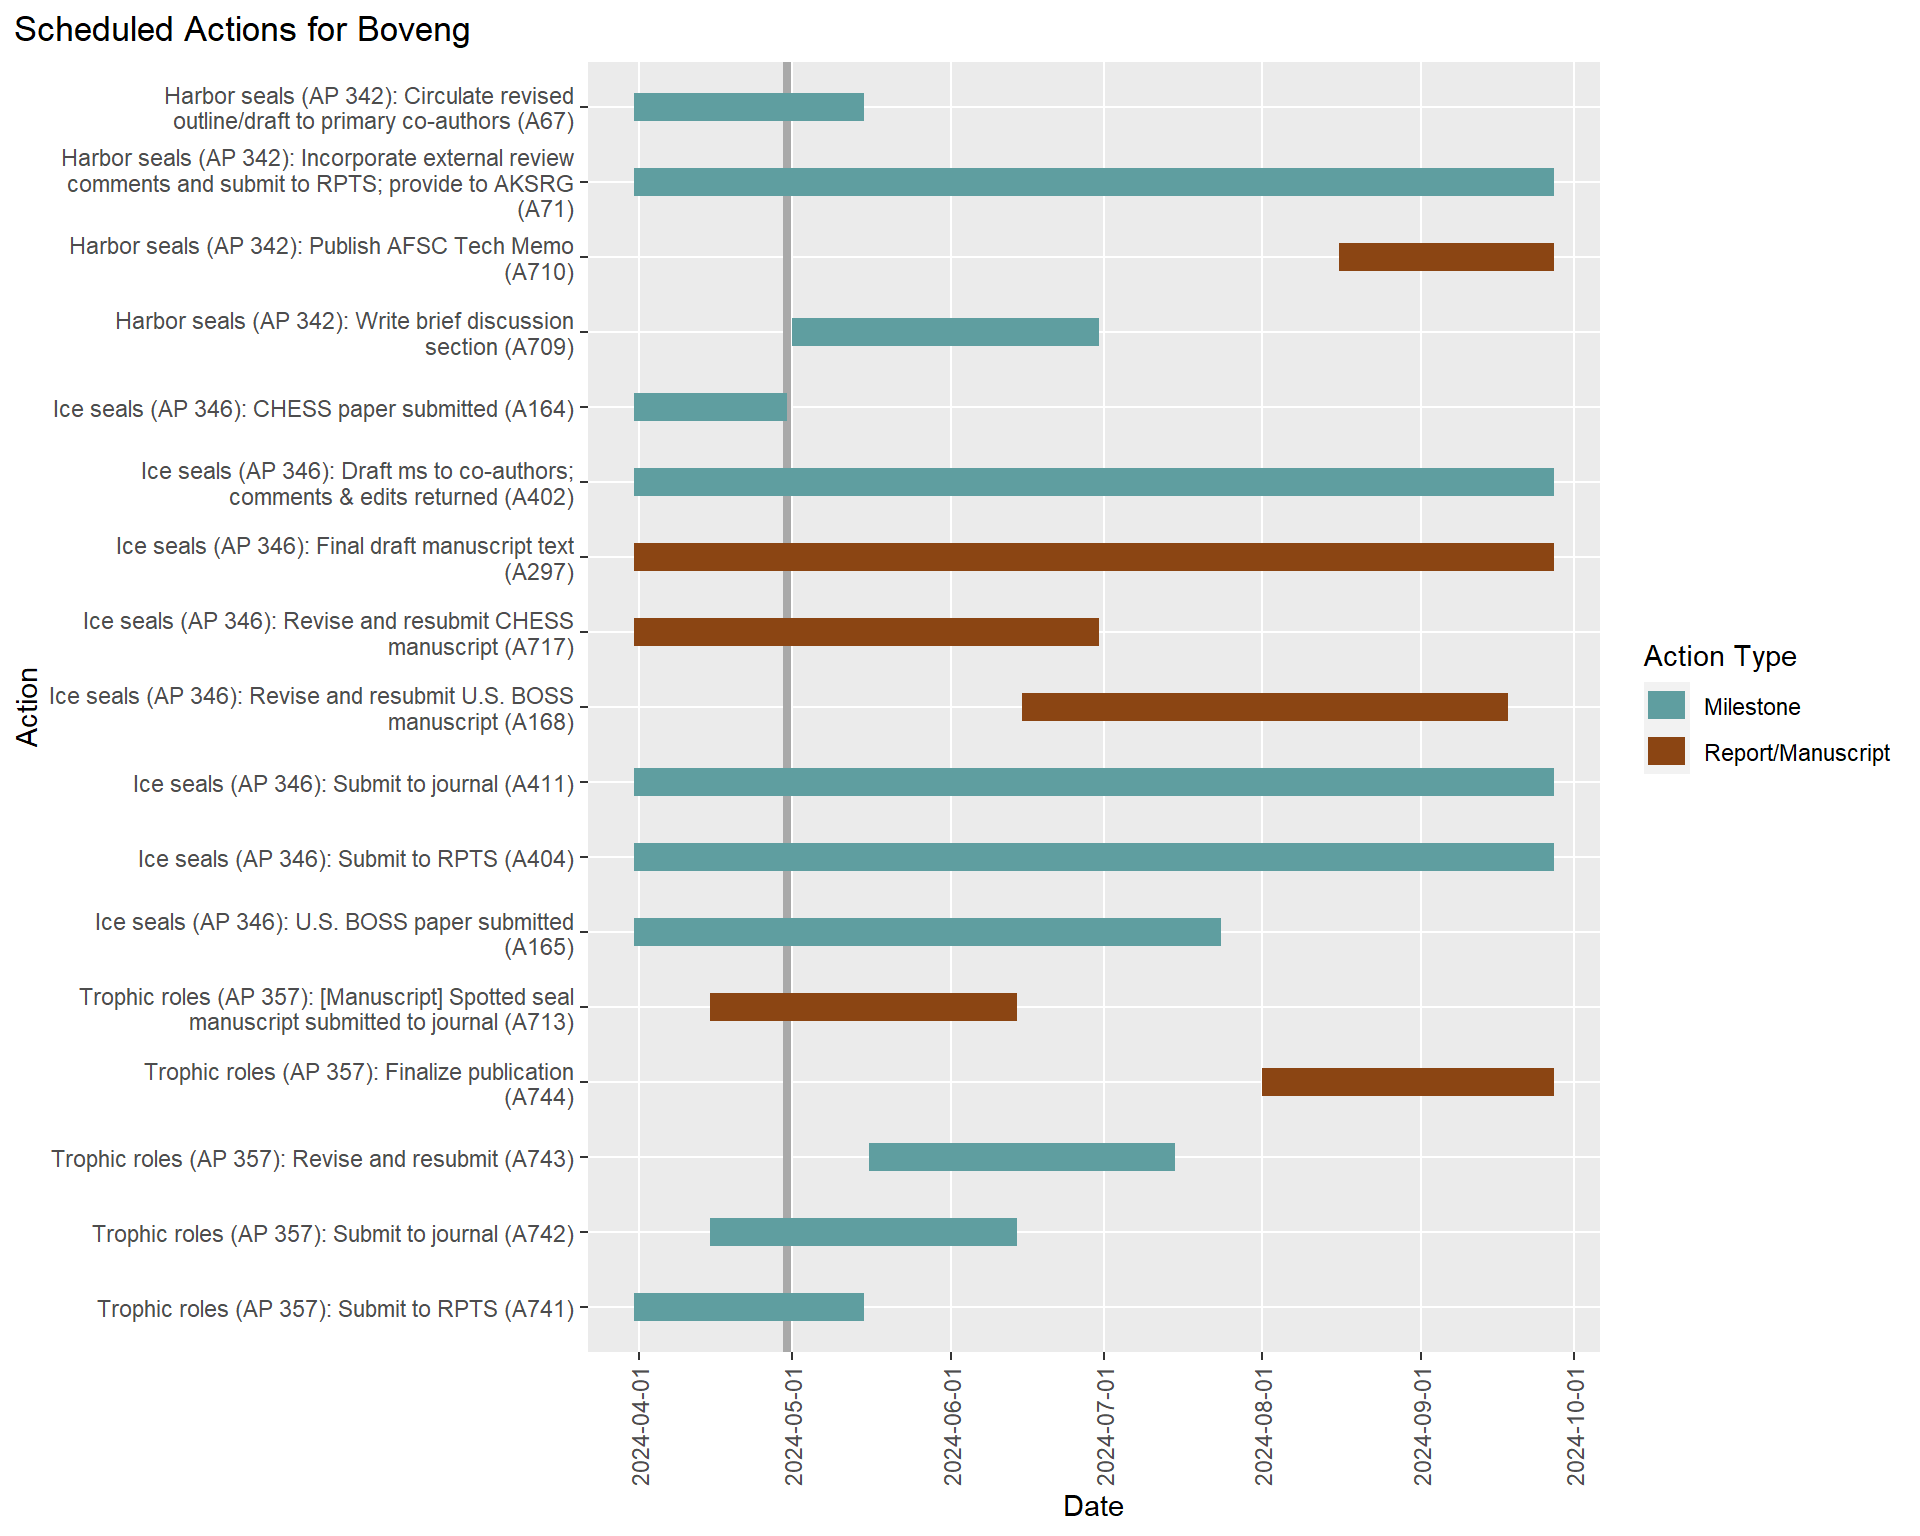 Scheduled Actions for Boveng
Harbor seals (AP 342): Circulate revised
outline/draft to primary co-authors (A67)
Harbor seals (AP 342): Incorporate external review
comments and submit to RPTS; provide to AKSRG
(A71)
Harbor seals (AP 342): Publish AFSC Tech Memo
(A710)
Harbor seals (AP 342): Write brief discussion
section (A709)
Ice seals (AP 346): CHESS paper submitted (A164)
Ice seals (AP 346): Draft ms to co-authors;
comments & edits returned (A402)
Ice seals (AP 346): Final draft manuscript text
(A297)
Ice seals (AP 346): Revise and resubmit CHESS
manuscript (A717)
Ice seals (AP 346): Revise and resubmit U.S. BOSS
manuscript (A168)
Ice seals (AP 346): Submit to journal (A411)
Ice seals (AP 346): Submit to RPTS (A404)
Ice seals (AP 346): U.S. BOSS paper submitted
(A165)
Trophic roles (AP 357): [Manuscript] Spotted seal
manuscript submitted to journal (A713)
Trophic roles (AP 357): Finalize publication
(A744)
Trophic roles (AP 357): Revise and resubmit (A743)
Trophic roles (AP 357): Submit to journal (A742)
Trophic roles (AP 357): Submit to RPTS (A741)
Action
2024-04-01
2024-05-01
2024-06-01
2024-07-01
2024-08-01
2024-09-01
2024-10-01
Date
Action Type
Milestone
Report/Manuscript